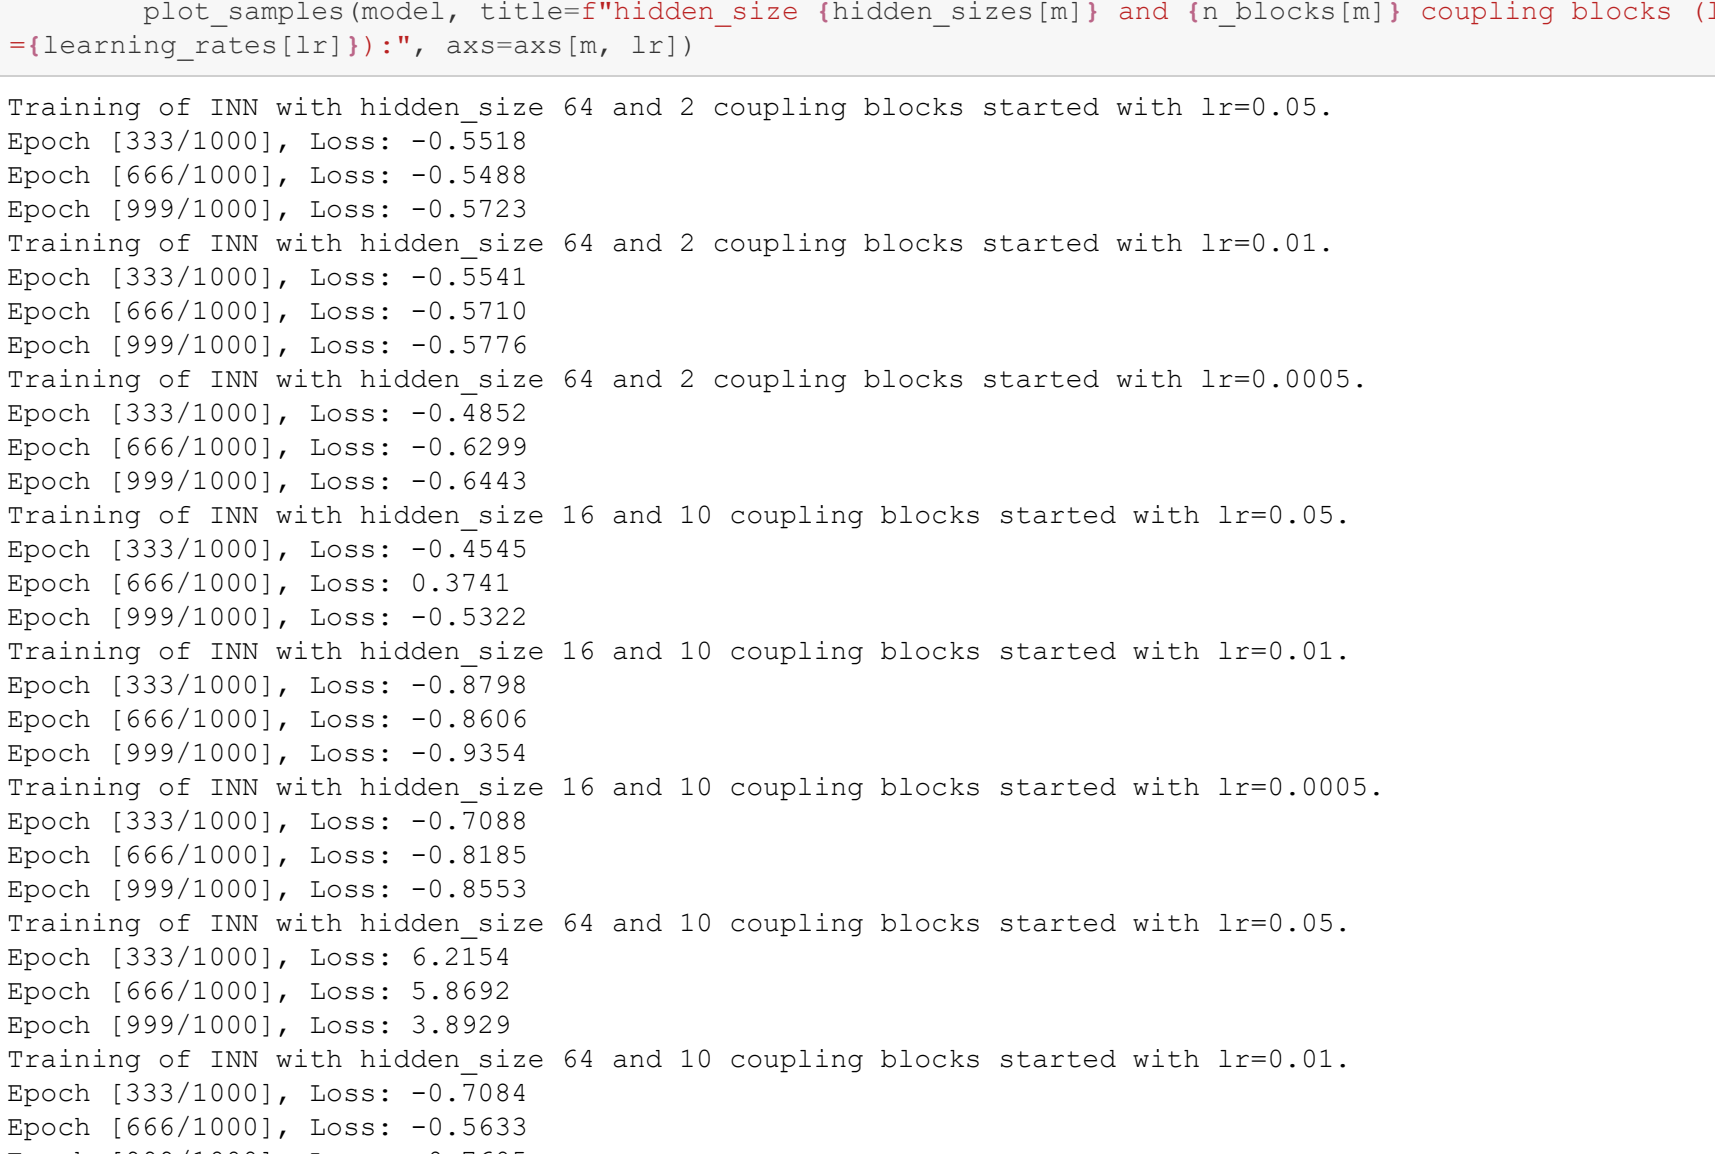 plot_samples(model, title=f"hidden_size {hidden_sizes[m]} and {n_blocks[m]} coupling blocks (
={learning_rates[lr]}):", axs=axs[m, lr])
Training of INN with hidden_size 64 and 2 coupling blocks started with lr=0.05.
Epoch [333/1000], Loss: -0.5518
Epoch [666/1000], Loss: -0.5488
Epoch [999/1000], Loss: -0.5723
Training of INN with hidden_size 64 and 2 coupling blocks started with lr=0.01.
Epoch [333/1000], Loss: -0.5541
Epoch [666/1000], Loss: -0.5710
Epoch [999/1000], Loss: -0.5776
Training of INN with hidden_size 64 and 2 coupling blocks started with lr=0.0005.
Epoch [333/1000], Loss: -0.4852
Epoch [666/1000], Loss: -0.6299
Epoch [999/1000], Loss: -0.6443
Training of INN with hidden_size 16 and 10 coupling blocks started with lr=0.05.
Epoch [333/1000], Loss: -0.4545
Epoch [666/1000], Loss: 0.3741
Epoch [999/1000], Loss: -0.5322
Training of INN with hidden_size 16 and 10 coupling blocks started with lr=0.01.
Epoch [333/1000], Loss: -0.8798
Epoch [666/1000], Loss: -0.8606
Epoch [999/1000], Loss: -0.9354
Training of INN with hidden_size 16 and 10 coupling blocks started with lr=0.0005.
Epoch [333/1000], Loss: -0.7088
Epoch [666/1000], Loss: -0.8185
Epoch [999/1000], Loss: -0.8553
Training of INN with hidden_size 64 and 10 coupling blocks started with lr=0.05.
Epoch [333/1000], Loss: 6.2154
Epoch [666/1000], Loss: 5.8692
Epoch [999/1000], Loss: 3.8929
Training of INN with hidden_size 64 and 10 coupling blocks started with lr=0.01.
Epoch [333/1000], Loss: -0.7084
Epoch [666/1000], Loss: -0.5633